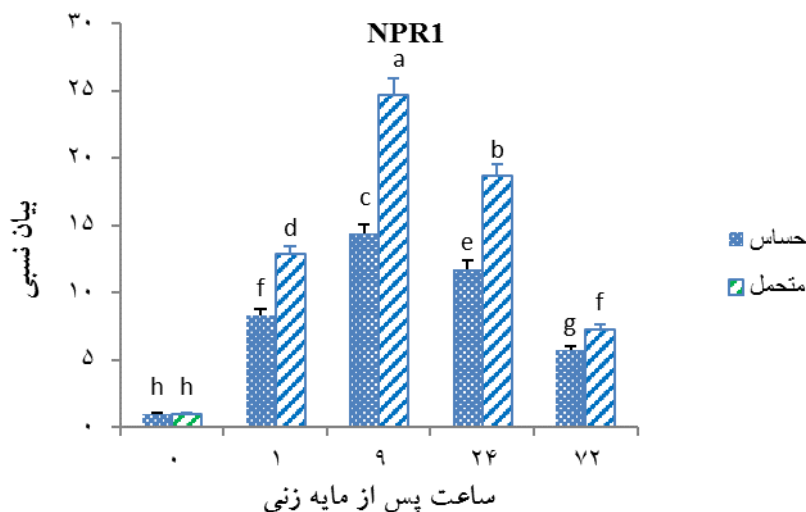 NPR1
بیان نسبی
۳۰
۲۵
۲۰
۱۵
۱۰
۵
۰
h h
f d
c a
e b
g f
۰ ۱ ۹ ۲۴ ۷۲
ساعت پس از مایه زنی
حساس
متحمل